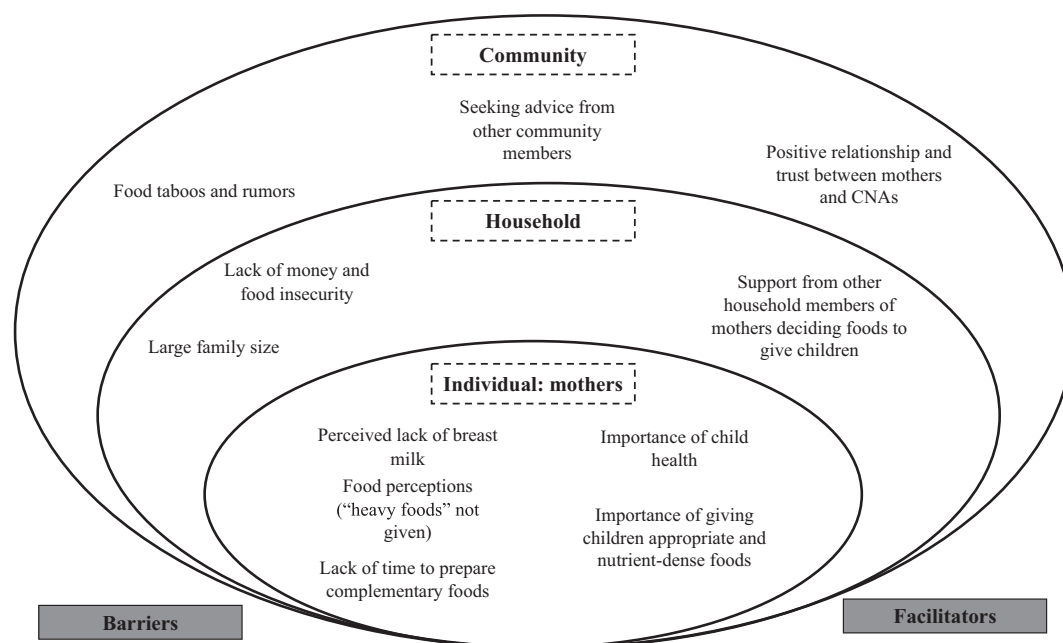 Community
Seeking advice from
other community
members
Positive relationship and
trust between mothers
and CNAs
Food taboos and rumors
Household
Lack of money and
food insecurity
Support from other
household members of
mothers deciding foods to
give children
Large family size
Individual: mothers
Perceived lack of breast
milk
Importance of child
health
Food perceptions
(“heavy foods” not
given)
Importance of giving
children appropriate and
nutrient-dense foods
Lack of time to prepare
complementary foods
Barriers
Facilitators